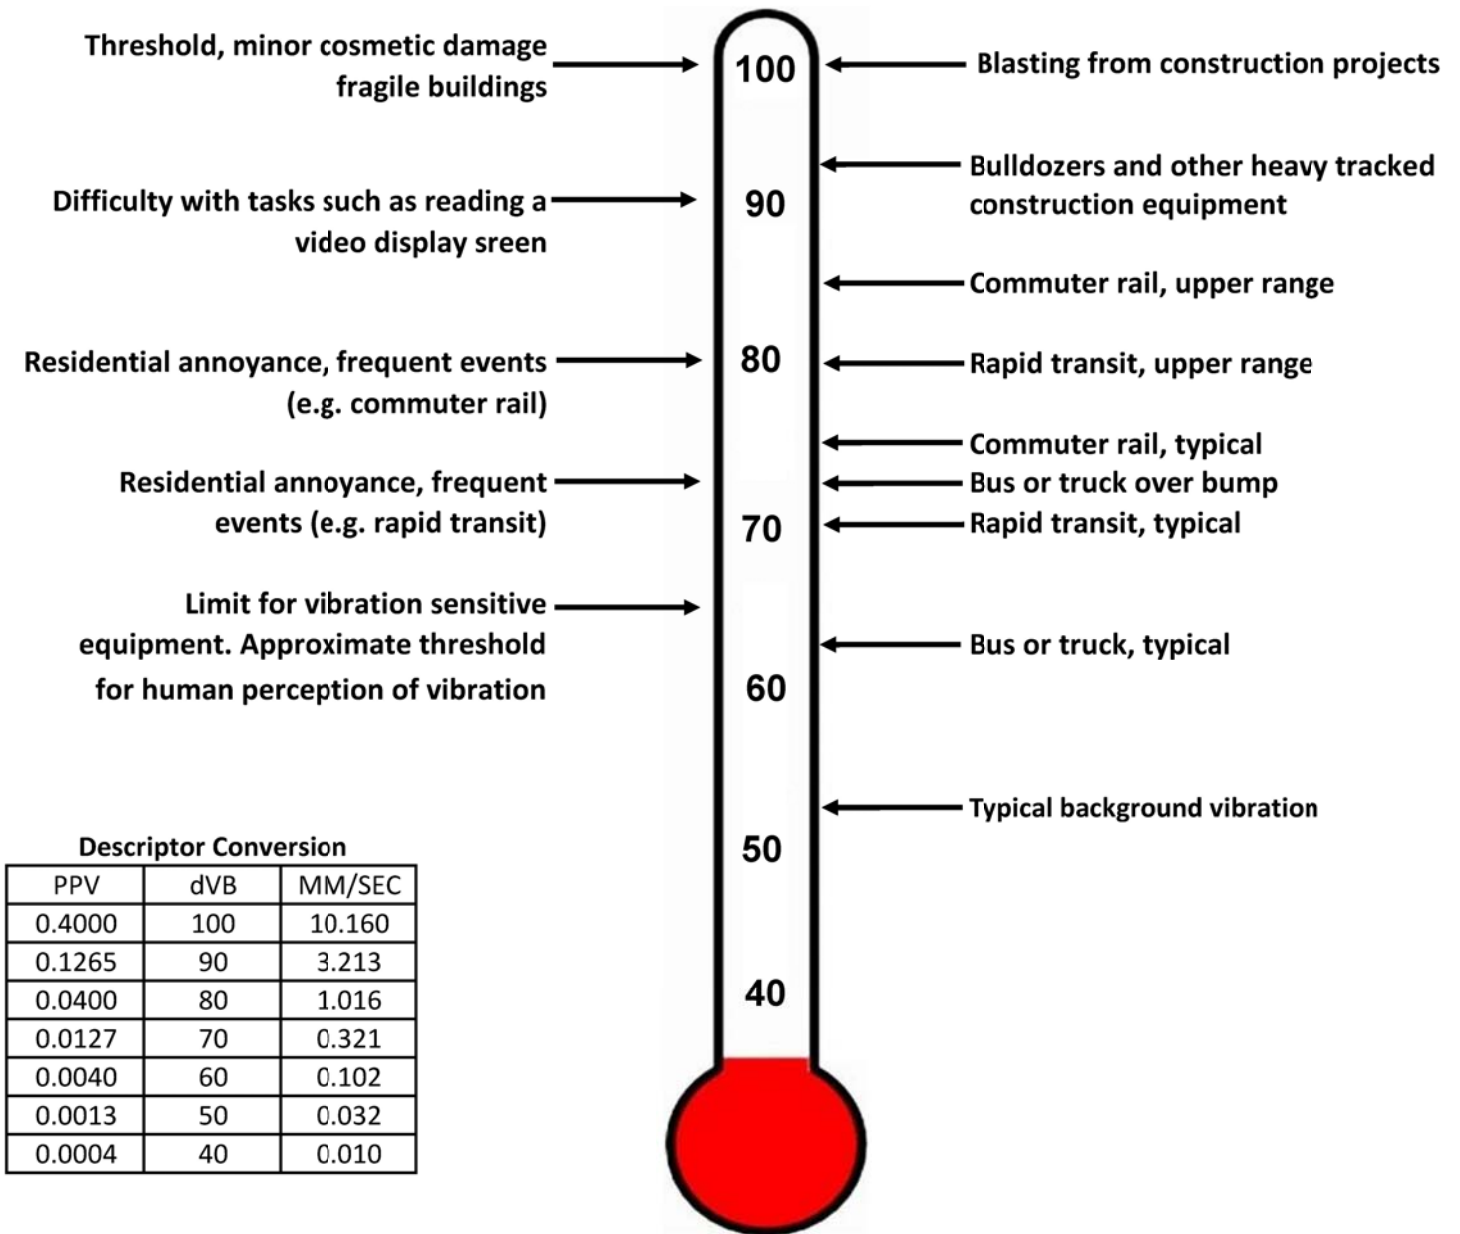 Threshold, minor cosmetic damage
fragile buildings
Difficulty with tasks such as reading a
video display sreen
Residential annoyance, frequent events
(e.g. commuter rail)
Residential annoyance, frequent
events (e.g. rapid transit)
Limit for vibration sensitive
equipment. Approximate threshold
for human perception of vibration
100
90
80
70
60
50
40
Blasting from construction projects
Bulldozers and other heavy tracked
construction equipment
Commuter rail, upper range
Rapid transit, upper range
Commuter rail, typical
Bus or truck over bump
Rapid transit, typical
Bus or truck, typical
Typical background vibration
Descriptor Conversion
PPV dVB MM/SEC
0.4000 100 10.160
0.1265 90 3.213
0.0400 80 1.016
0.0127 70 0.321
0.0040 60 0.102
0.0013 50 0.032
0.0004 40 0.010